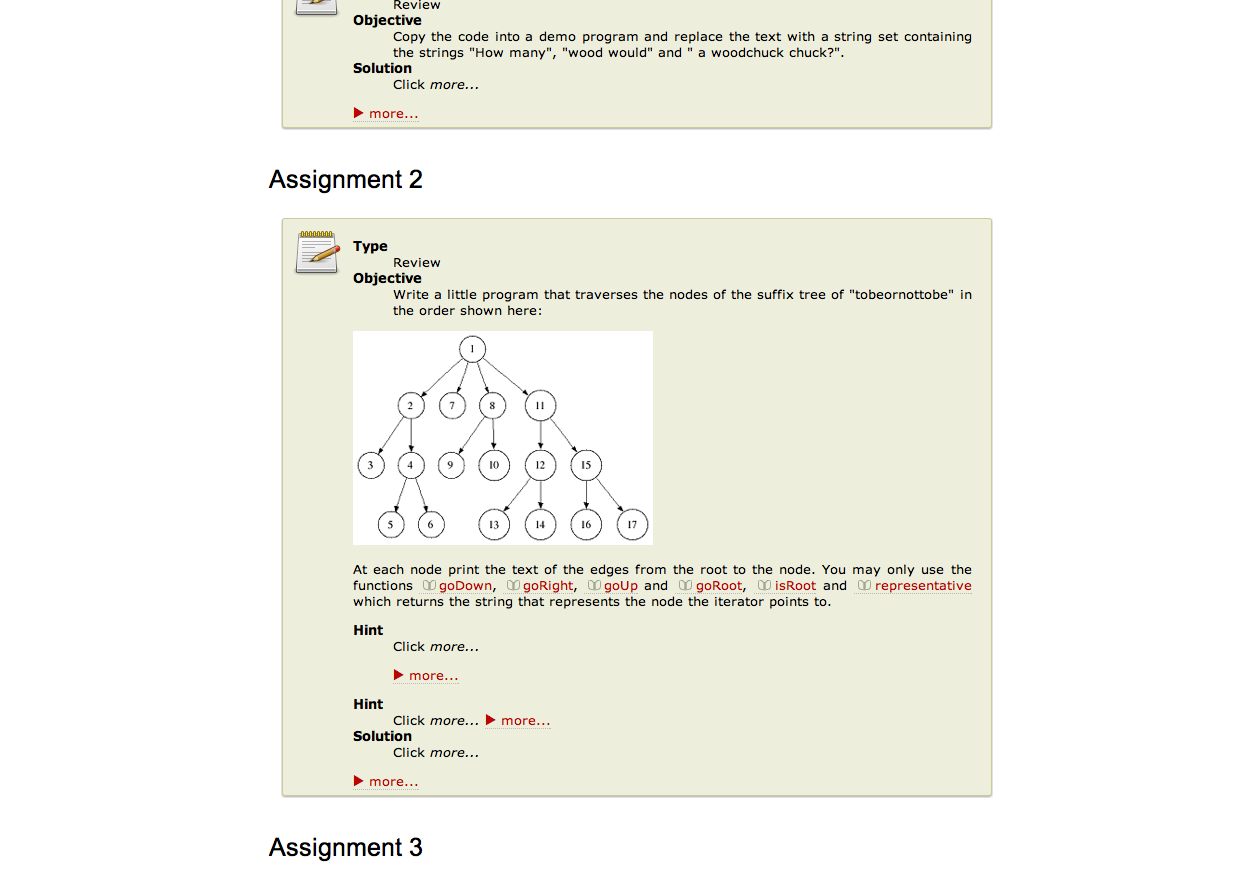 Review
Objective
Copy the code into a demo program and replace the text with a string set containing
the strings "How many", "wood would" and " a woodchuck chuck?".
Solution
Click more...
▶ more...
Assignment 2
Type
Review
Objective
Write a little program that traverses the nodes of the suffix tree of "tobeornottobe" in
the order shown here:
1
2 7 8 11
3 4 9 10 12 15
5 6 13 14 16 17
At each node print the text of the edges from the root to the node. You may only use the
functions goDown, goRight, goUp and goRoot, isRoot and representative
which returns the string that represents the node the iterator points to.
Hint
Click more...
▶ more...
Hint
Click more... ▶ more...
Solution
Click more...
▶ more...
Assignment 3